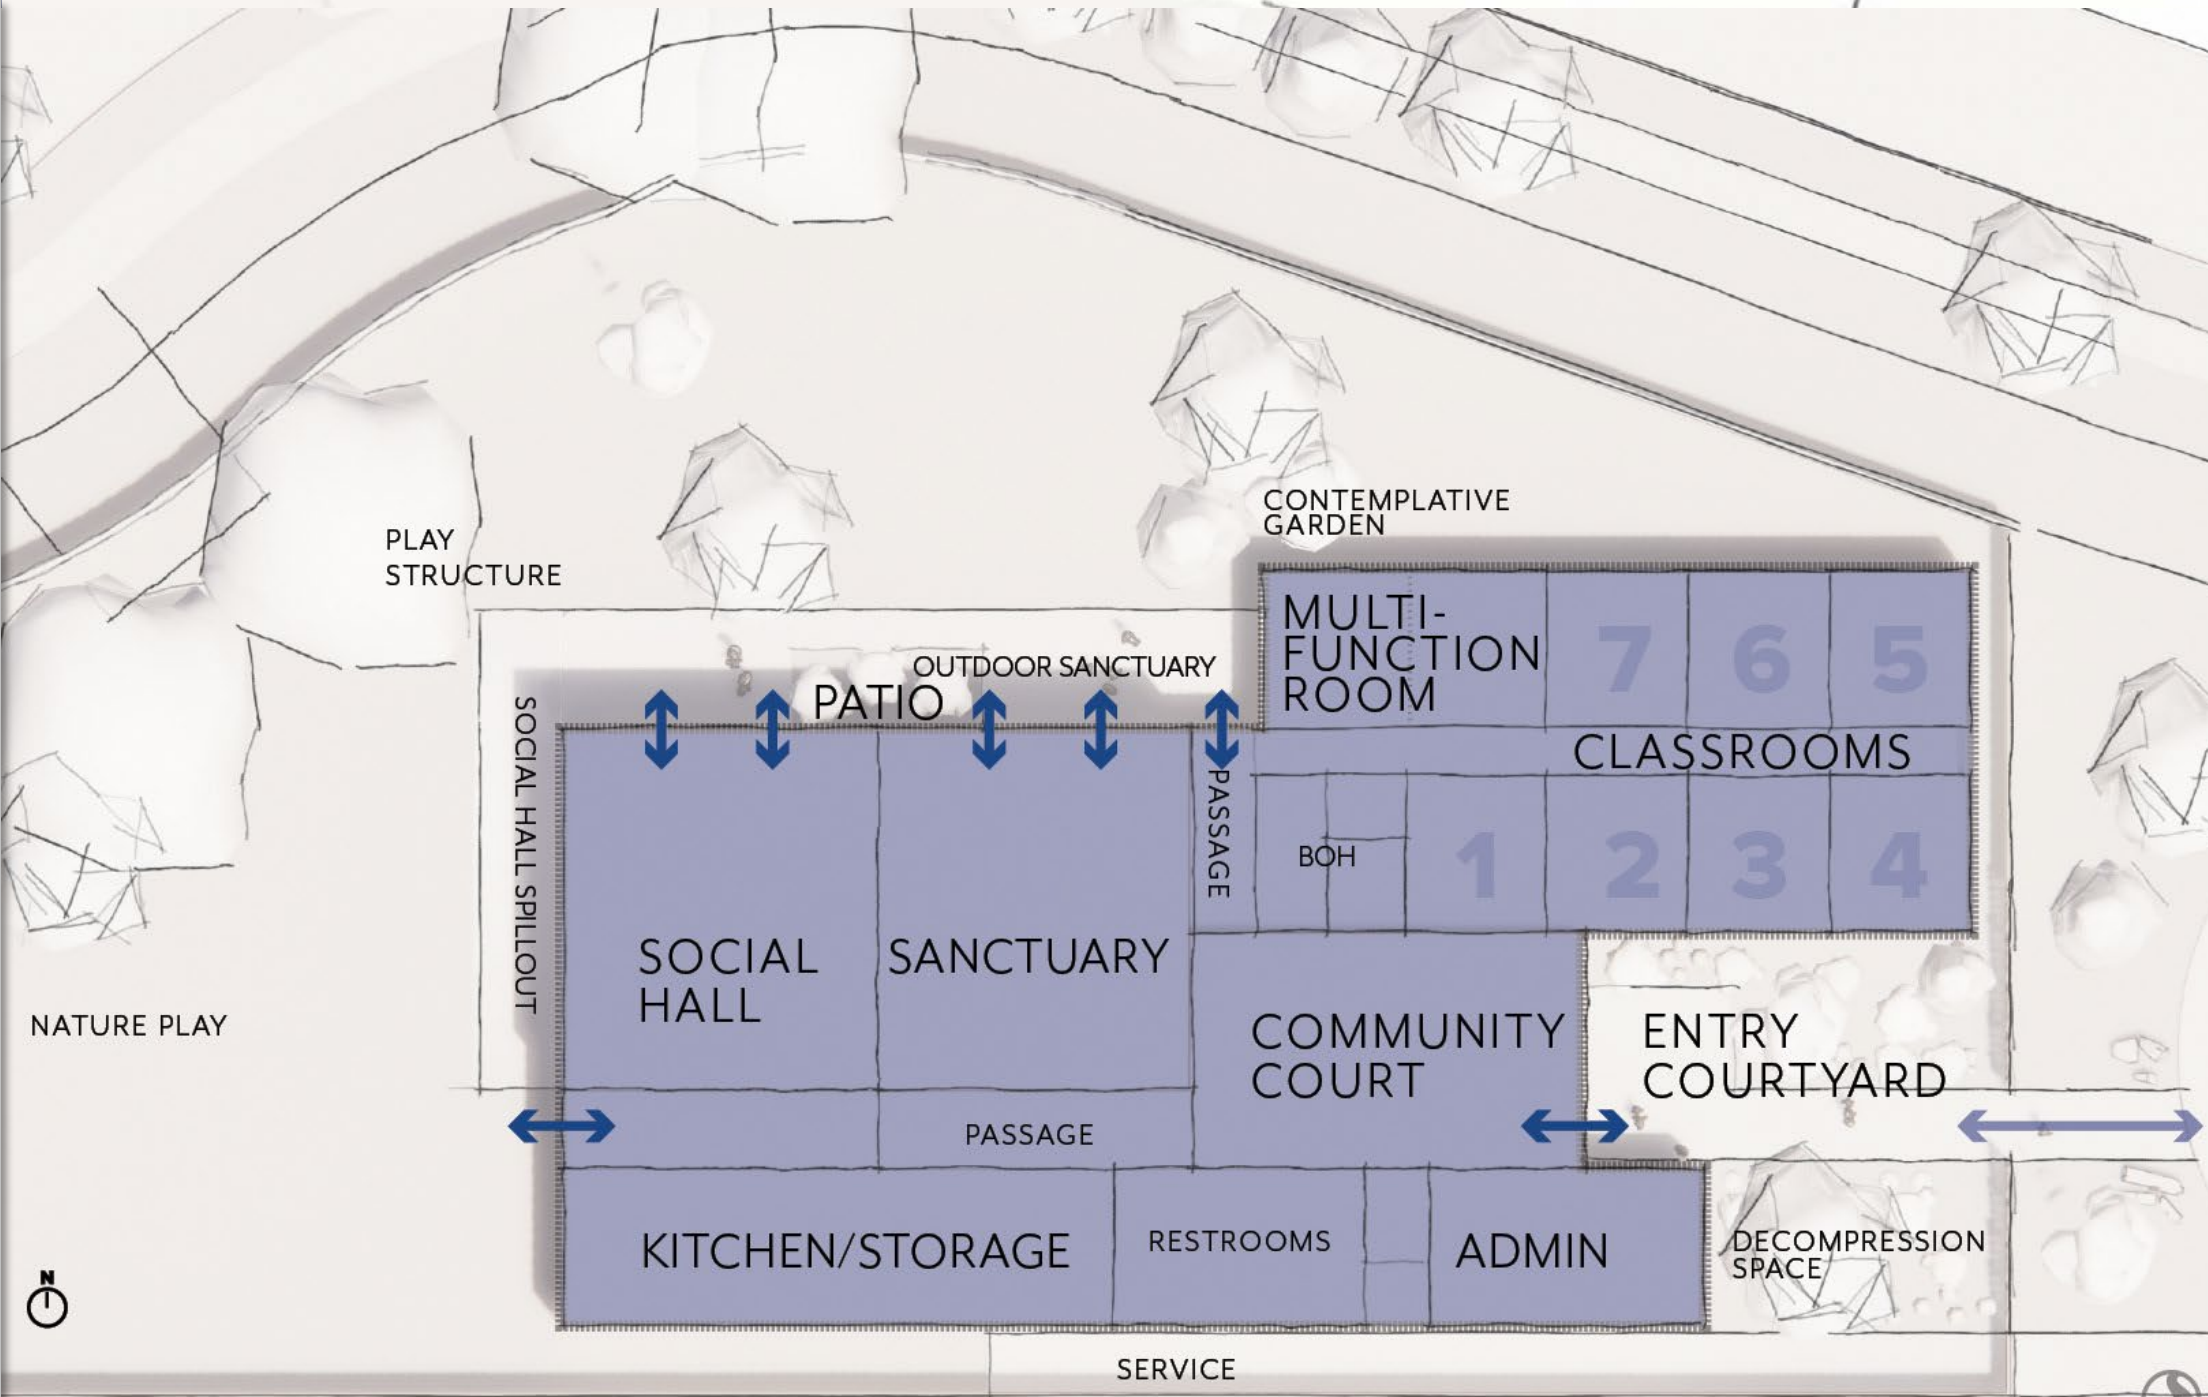 CONTEMPLATIVE
GARDEN
PLAY
STRUCTURE
MULTI-
FUNCTION
ROOM
7
6
5
OUTDOOR SANCTUARY
PATIO
SOCIAL HALL SPILLOUT
CLASSROOMS
PASSAGE
BOH
1
2
3
4
SOCIAL
HALL
SANCTUARY
NATURE PLAY
COMMUNITY
COURT
ENTRY
COURTYARD
PASSAGE
KITCHEN/STORAGE
RESTROOMS
ADMIN
DECOMPRESSION
SPACE
N
SERVICE